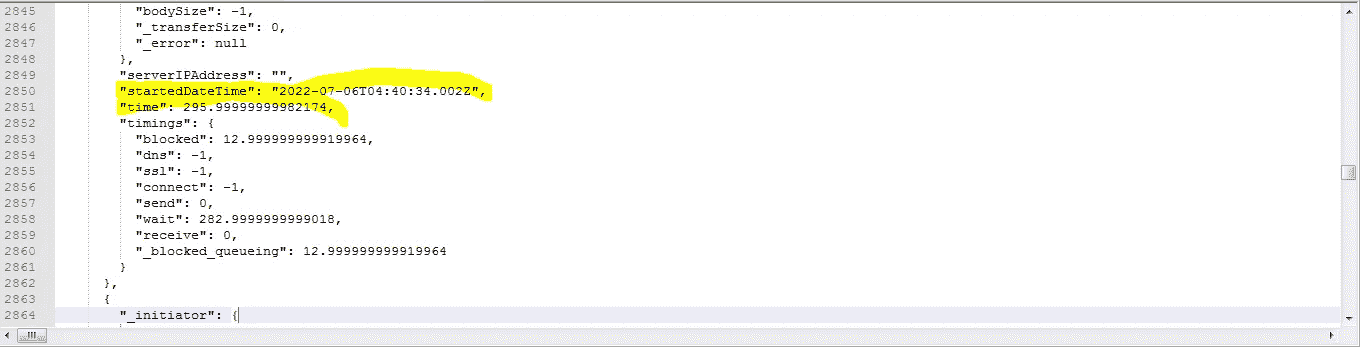 2845 "bodySize": -1,
2846 "_transferSize": 0,
2847 "_error": null
2848 },
2849 "serverIPAddress": "",
2850 "startedDateTime": "2022-07-06T04:40:34.002Z",
2851 "time": 295.99999999982174,
2852 "timings": {
2853 "blocked": 12.999999999919964,
2854 "dns": -1,
2855 "ssl": -1,
2856 "connect": -1,
2857 "send": 0,
2858 "wait": 282.9999999999018,
2859 "receive": 0,
2860 "_blocked_queueing": 12.999999999919964
2861 }
2862 },
2863 {
2864 "_initiator": {